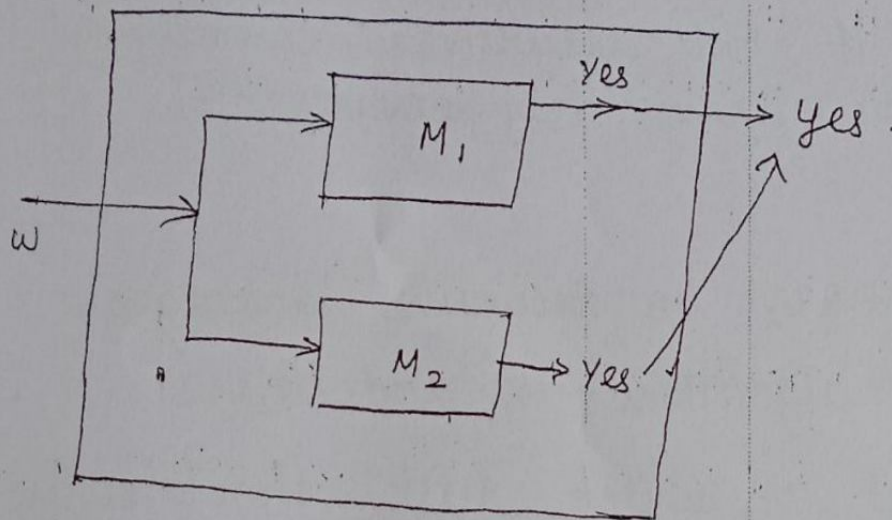 Yes
M1
Yes
ω
M2
Yes